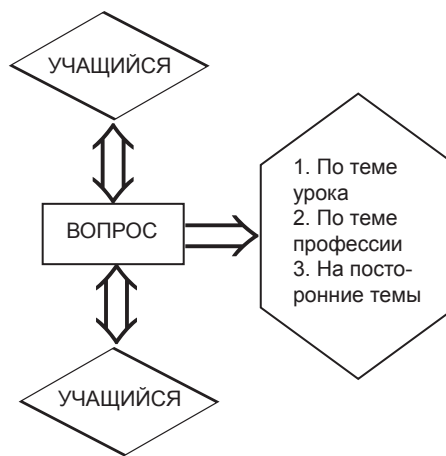 УЧАЩИЙСЯ
ВОПРОС
1. По теме
урока
2. По теме
профессии
3. На посто-
ронние темы
УЧАЩИЙСЯ